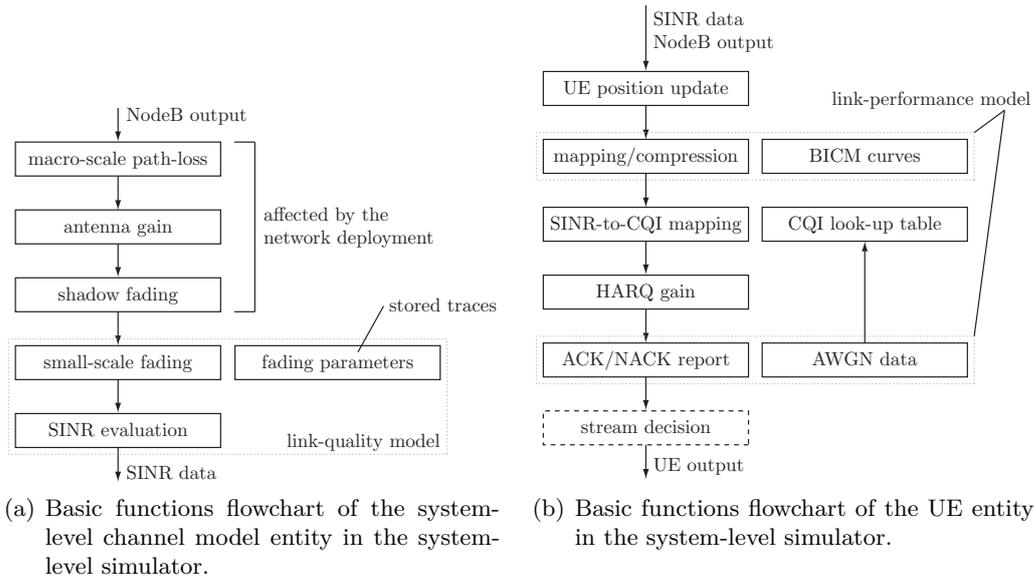 NodeB output
macro-scale path-loss
antenna gain
affected by the
network deployment
shadow fading
stored traces
small-scale fading
fading parameters
SINR evaluation
link-quality model
SINR data
(a) Basic functions flowchart of the system-
level channel model entity in the system-
level simulator.
SINR data
NodeB output
UE position update
link-performance model
mapping/compression
BICM curves
SINR-to-CQI mapping
CQI look-up table
HARQ gain
ACK/NACK report
AWGN data
stream decision
UE output
(b) Basic functions flowchart of the UE entity
in the system-level simulator.